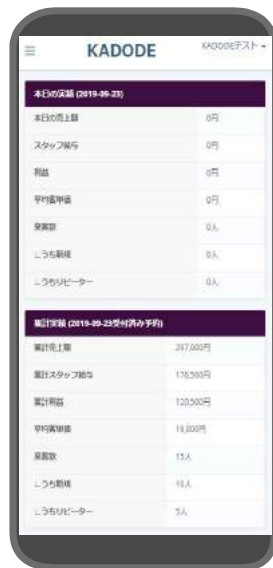 KADODE
KADODEテスト
本日の実績 (2019-09-23)
本日の売上額 0円
スタッフ給与 0円
利益 0円
平均客単価 0円
来客数 0人
∟うち新規 0人
∟うちリピーター 0人
累計実績 (2019-09-23受付済み予約)
累計売上額 297,000円
累計スタッフ給与 176,500円
累計利益 120,500円
平均客単価 19,800円
来客数 15人
∟うち新規 10人
∟うちリピーター 5人